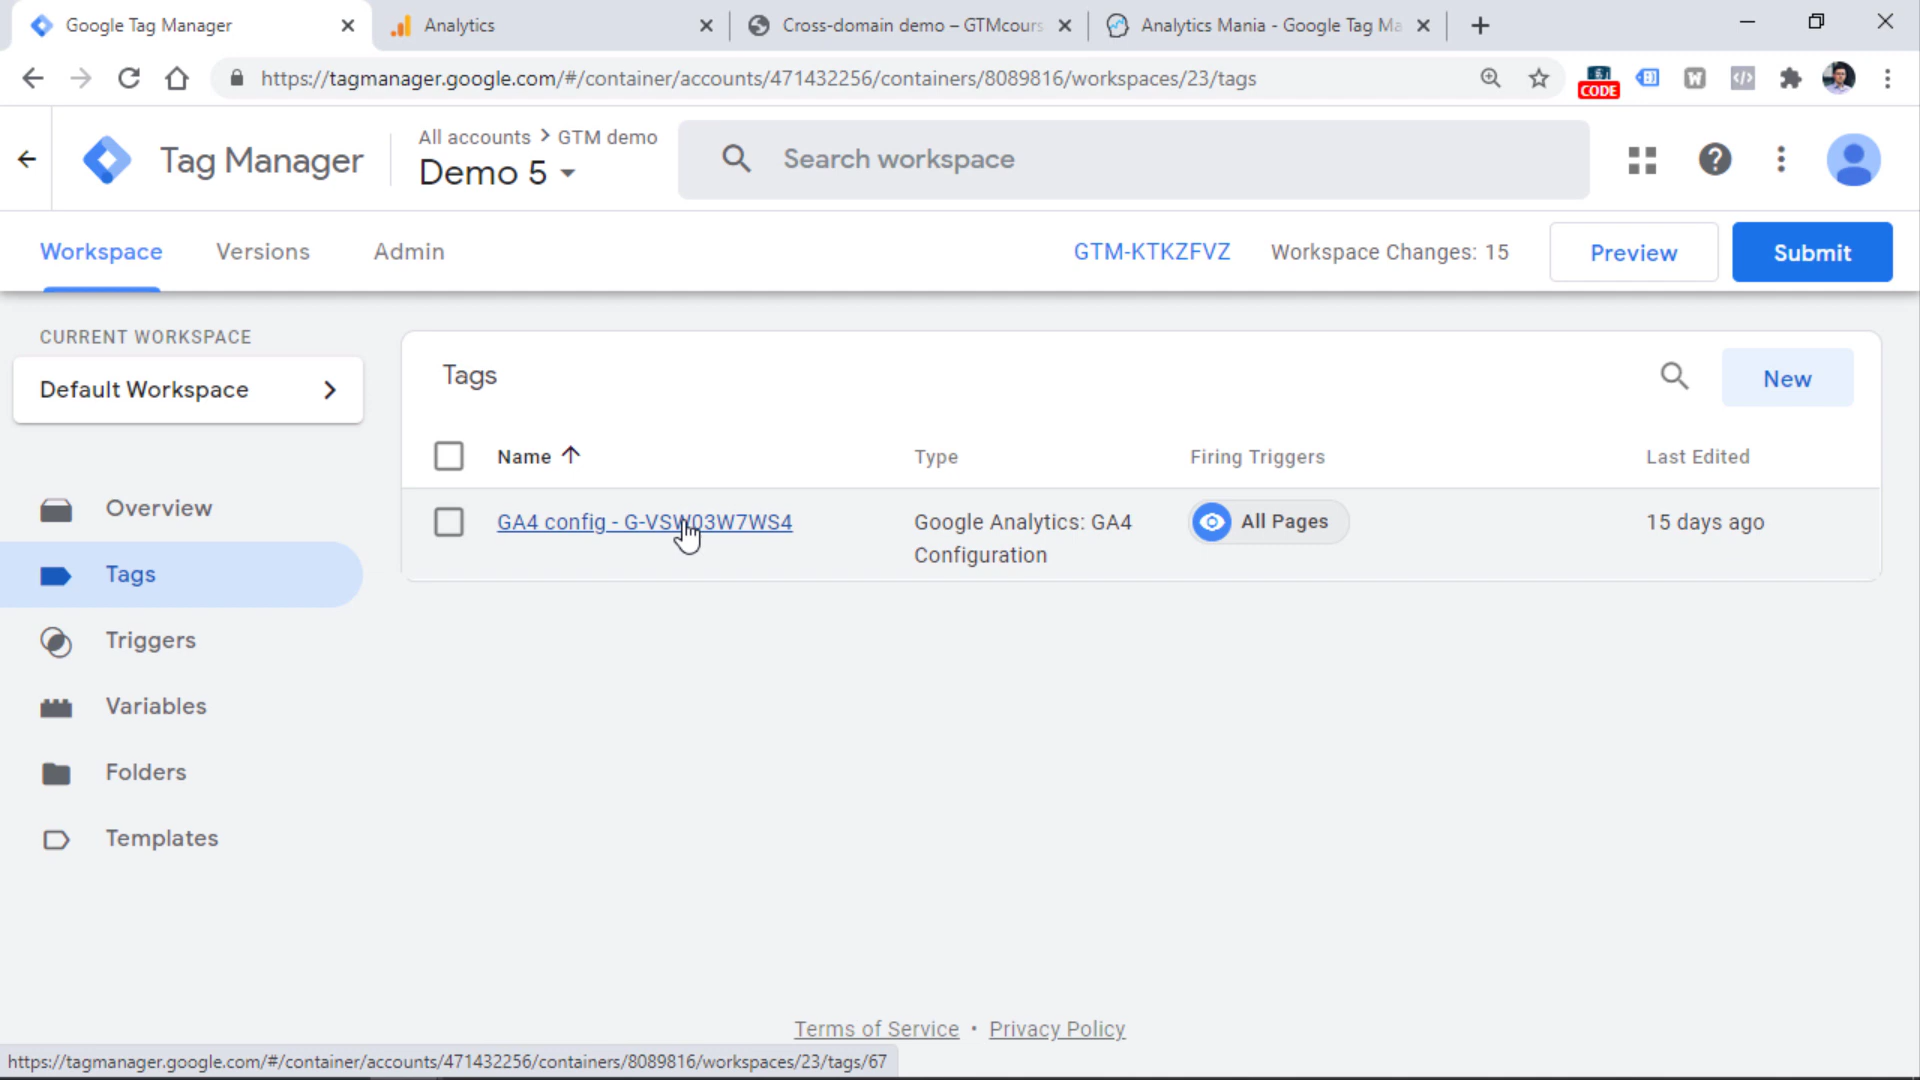 Google Tag Manager
Analytics
Cross-domain demo – GTMcours
Analytics Mania - Google Tag Ma
https://tagmanager.google.com/#/container/accounts/471432256/containers/8089816/workspaces/23/tags
CODE
W
Tag Manager
All accounts > GTM demo
Demo 5
Search workspace
Workspace
Versions
Admin
GTM-KTKZFVZ
Workspace Changes: 15
Preview
Submit
CURRENT WORKSPACE
Default Workspace
Overview
Tags
Triggers
Variables
Folders
Templates
Tags
New
Name
Type
Firing Triggers
Last Edited
GA4 config - G-VSW03W7WS4
Google Analytics: GA4
Configuration
All Pages
15 days ago
Terms of Service • Privacy Policy
https://tagmanager.google.com/#/container/accounts/471432256/containers/8089816/workspaces/23/tags/67